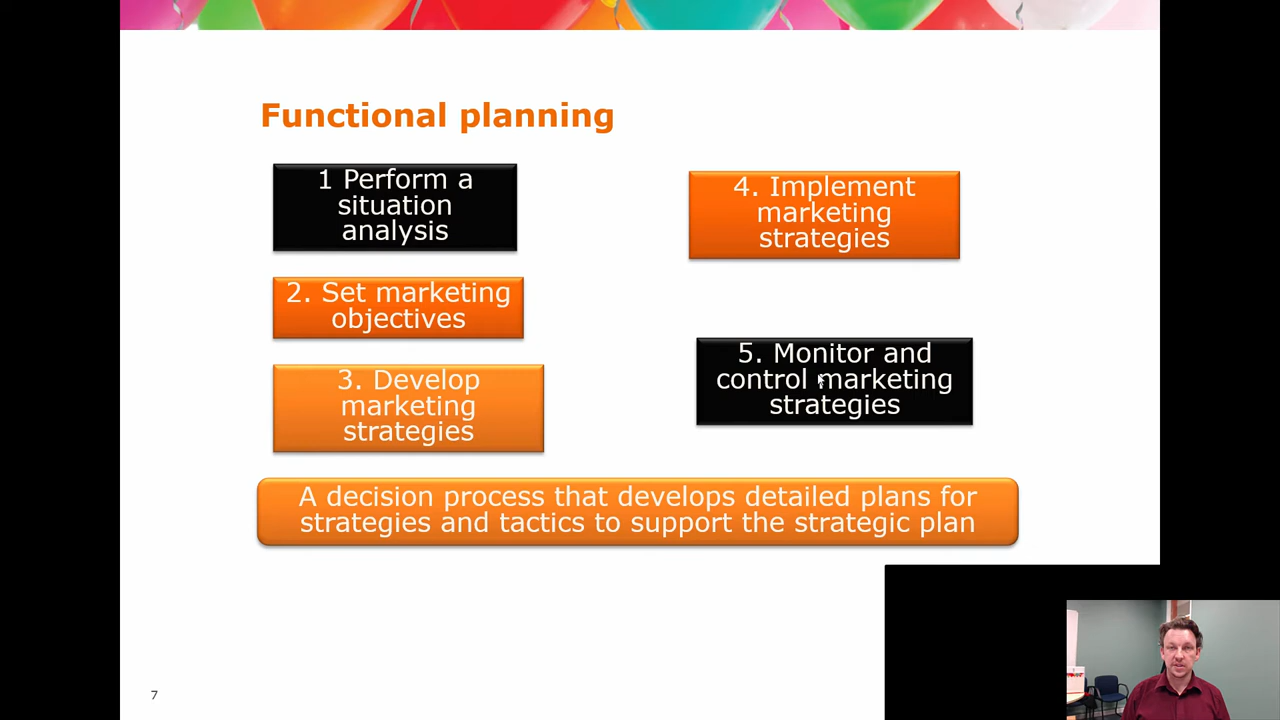 Functional planning
1 Perform a
situation
analysis
2. Set marketing
objectives
3. Develop
marketing
strategies
4. Implement
marketing
strategies
5. Monitor and
control marketing
strategies
A decision process that develops detailed plans for
strategies and tactics to support the strategic plan
7